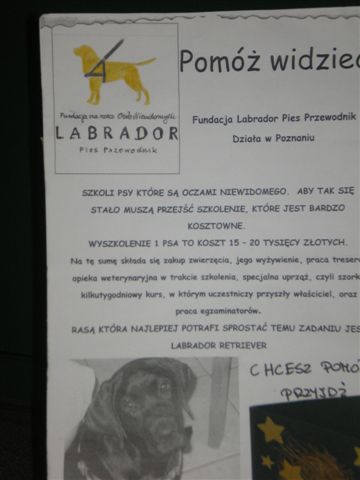 Pomóż widzieć
Fundacja na rzecz Osób Niewidomych
LABRADOR
Pies Przewodnik
Fundacja Labrador Pies Przewodnik
Działa w Poznaniu
SZKOLI PSY KTÓRE SĄ OCZAMI NIEWIDOMEGO. ABY TAK SIĘ
STAŁO MUSZĄ PRZEJŚĆ SZKOLENIE, KTÓRE JEST BARDZO
KOSZTOWNE.
WYSZKOLENIE 1 PSA TO KOSZT 15 - 20 TYSIĘCY ZŁOTYCH.
Na tę sumę składa się zakup zwierzęcia, jego wyżywienie, praca treser
opieka weterynaryjna w trakcie szkolenia, specjalna uprząż, czyli szork
kilkutygodniowy kurs, w którym uczestniczy przyszły właściciel, oraz
praca egzaminatorów.
RASĄ KTÓRA NAJLEPIEJ POTRAFI SPROSTAĆ TEMU ZADANIU JES
LABRADOR RETRIEVER
CHCESZ POMÓ
PRZYJDŹ